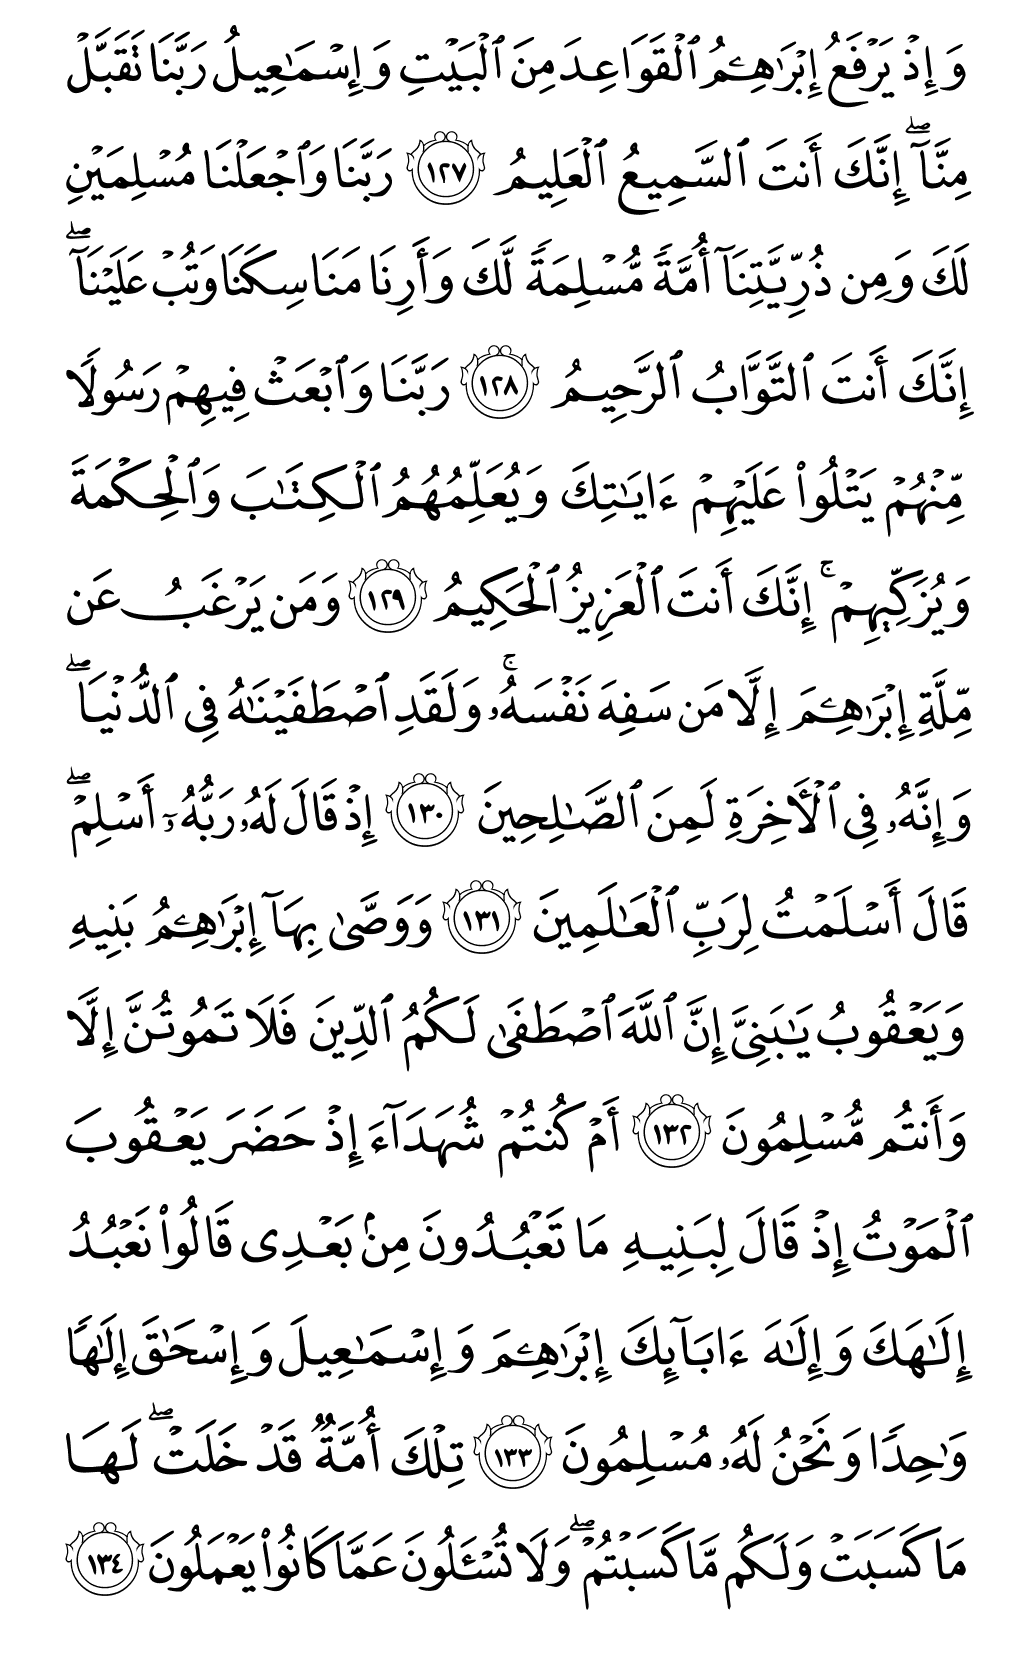 وَإِذۡ يَرۡفَعُ إِبۡرَٰهِـۧمُ ٱلۡقَوَاعِدَ مِنَ ٱلۡبَيۡتِ وَإِسۡمَٰعِيلُ رَبَّنَا تَقَبَّلۡ
مِنَّآۖ إِنَّكَ أَنتَ ٱلسَّمِيعُ ٱلۡعَلِيمُ ١٢٧ رَبَّنَا وَٱجۡعَلۡنَا مُسۡلِمَيۡنِ
لَكَ وَمِن ذُرِّيَّتِنَآ أُمَّةٗ مُّسۡلِمَةٗ لَّكَ وَأَرِنَا مَنَاسِكَنَا وَتُبۡ عَلَيۡنَآۖ
إِنَّكَ أَنتَ ٱلتَّوَّابُ ٱلرَّحِيمُ ١٢٨ رَبَّنَا وَٱبۡعَثۡ فِيهِمۡ رَسُولٗا
مِّنۡهُمۡ يَتۡلُواْ عَلَيۡهِمۡ ءَايَٰتِكَ وَيُعَلِّمُهُمُ ٱلۡكِتَٰبَ وَٱلۡحِكۡمَةَ
وَيُزَكِّيهِمۡۚ إِنَّكَ أَنتَ ٱلۡعَزِيزُ ٱلۡحَكِيمُ ١٢٩ وَمَن يَرۡغَبُ عَن
مِّلَّةِ إِبۡرَٰهِـۧمَ إِلَّا مَن سَفِهَ نَفۡسَهُۥۚ وَلَقَدِ ٱصۡطَفَيۡنَٰهُ فِي ٱلدُّنۡيَاۖ
وَإِنَّهُۥ فِي ٱلۡأٓخِرَةِ لَمِنَ ٱلصَّٰلِحِينَ ١٣٠ إِذۡ قَالَ لَهُۥ رَبُّهُۥٓ أَسۡلِمۡۖ
قَالَ أَسۡلَمۡتُ لِرَبِّ ٱلۡعَٰلَمِينَ ١٣١ وَوَصَّىٰ بِهَآ إِبۡرَٰهِـۧمُ بَنِيهِ
وَيَعۡقُوبُ يَٰبَنِيَّ إِنَّ ٱللَّهَ ٱصۡطَفَىٰ لَكُمُ ٱلدِّينَ فَلَا تَمُوتُنَّ إِلَّا
وَأَنتُم مُّسۡلِمُونَ ١٣٢ أَمۡ كُنتُمۡ شُهَدَآءَ إِذۡ حَضَرَ يَعۡقُوبَ
ٱلۡمَوۡتُ إِذۡ قَالَ لِبَنِيهِ مَا تَعۡبُدُونَ مِنۢ بَعۡدِي قَالُواْ نَعۡبُدُ
إِلَٰهَكَ وَإِلَٰهَ ءَابَآئِكَ إِبۡرَٰهِـۧمَ وَإِسۡمَٰعِيلَ وَإِسۡحَٰقَ إِلَٰهٗا
وَٰحِدٗا وَنَحۡنُ لَهُۥ مُسۡلِمُونَ ١٣٣ تِلۡكَ أُمَّةٞ قَدۡ خَلَتۡۖ لَهَا
مَا كَسَبَتۡ وَلَكُم مَّا كَسَبۡتُمۡۖ وَلَا تُسۡـَٔلُونَ عَمَّا كَانُواْ يَعۡمَلُونَ ١٣٤